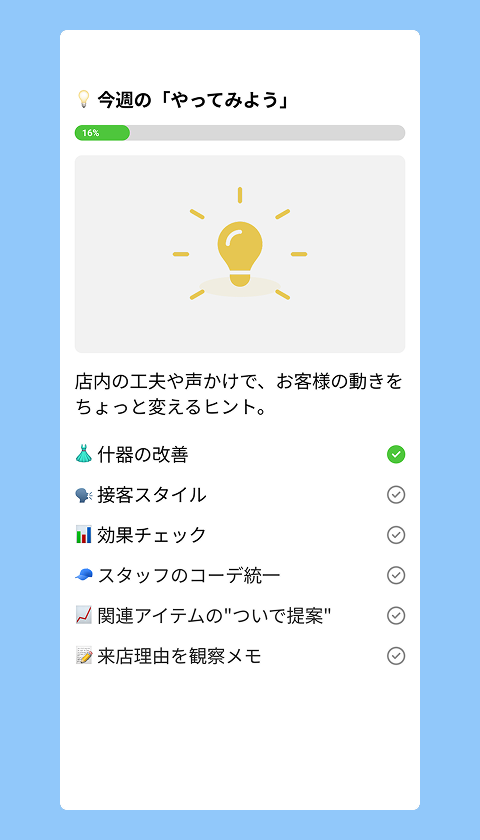 💡 今週の「やってみよう」
16%
店内の工夫や声かけで、お客様の動きを
ちょっと変えるヒント。
👗 什器の改善
🗣️ 接客スタイル
📊 効果チェック
🧢 スタッフのコーデ統一
📈 関連アイテムの"ついで提案"
📝 来店理由を観察メモ